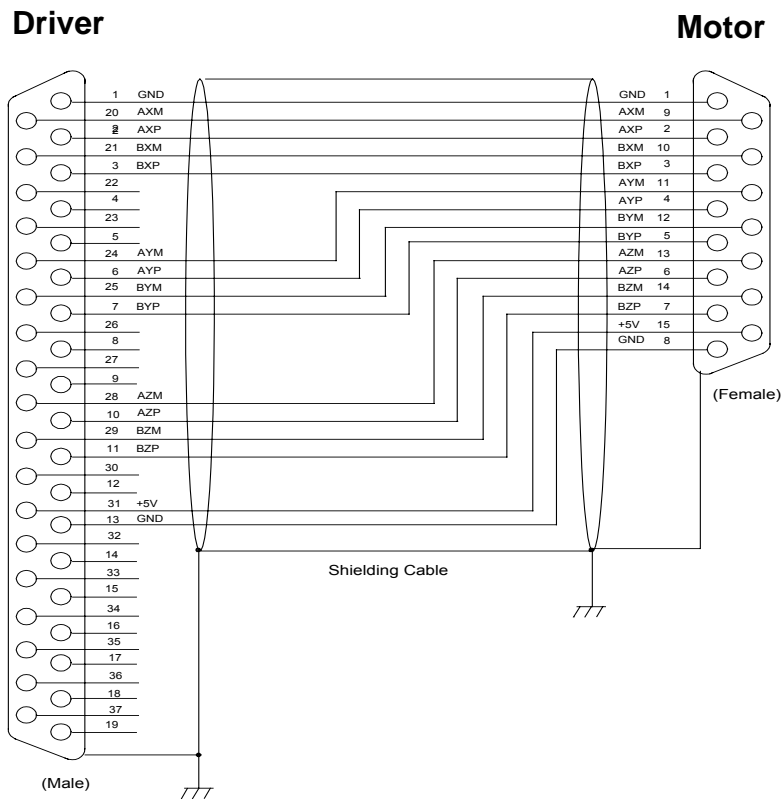 Driver
Motor
1 GND
20 AXM
2 AXP
21 BXM
3 BXP
22
4
23
5
24 AYM
6 AYP
25 BYM
7 BYP
26
8
27
9
28 AZM
10 AZP
29 BZM
11 BZP
30
12
31 +5V
13 GND
32
14
33
15
34
16
35
17
36
18
37
19
(Male)
GND 1
AXM 9
AXP 2
BXM 10
BXP 3
AYM 11
AYP 4
BYM 12
BYP 5
AZM 13
AZP 6
BZM 14
BZP 7
+5V 15
GND 8
(Female)
Shielding Cable